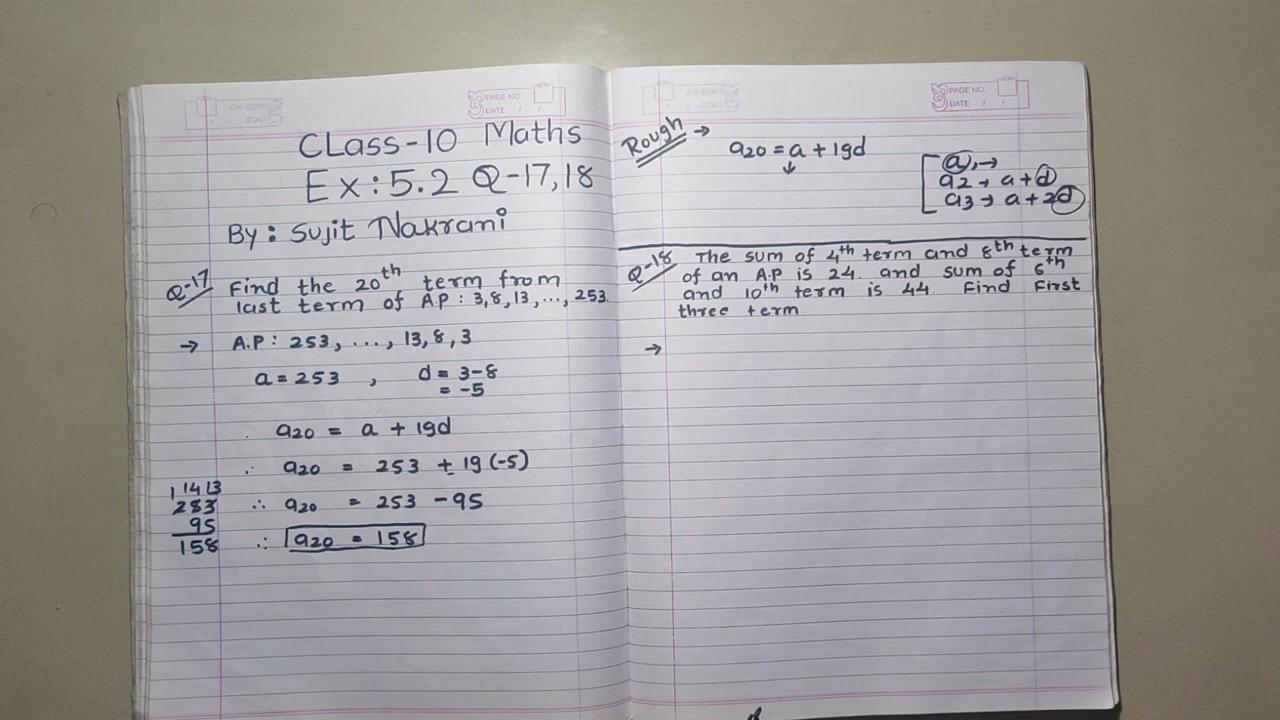 PAGE NO.
DATE / /
CLass-10 Maths
Ex: 5.2 Q-17,18
By: Sujit Nakrani
Q-17 Find the 20th term from
last term of A.P: 3,8,13,...,253.
→ A.P: 253, ..., 13, 8, 3
a = 253 , d = 3-8
= -5
a20 = a + 19d
∴ a20 = 253 + 19(-5)
∴ a20 = 253 - 95
∴ a20 = 158
1 14 13
253
95
158
PAGE NO.
DATE / /
Rough → a20 = a + 19d
↓
a, →
a2 → a + d
a3 → a + 2d
Q-18 The sum of 4th term and 8th term
of an A.P is 24. and sum of 6th
and 10th term is 44. Find First
three term
→